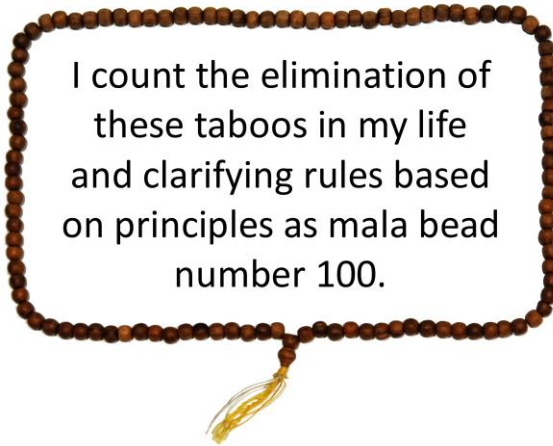 I count the elimination of
these taboos in my life
and clarifying rules based
on principles as mala bead
number 100.